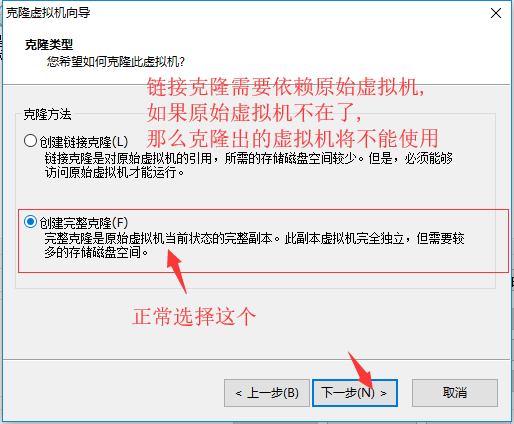 克隆虚拟机向导
克隆类型
您希望如何克隆此虚拟机?
链接克隆需要依赖原始虚拟机,
如果原始虚拟机不在了,
那么克隆出的虚拟机将不能使用
克隆方法
创建链接克隆(L)
链接克隆是对原始虚拟机的引用，所需的存储磁盘空间较少。但是，必须能够
访问原始虚拟机才能运行。
创建完整克隆(F)
完整克隆是原始虚拟机当前状态的完整副本。此副本虚拟机完全独立，但需要较
多的存储磁盘空间。
正常选择这个
< 上一步(B)
下一步(N) >
取消